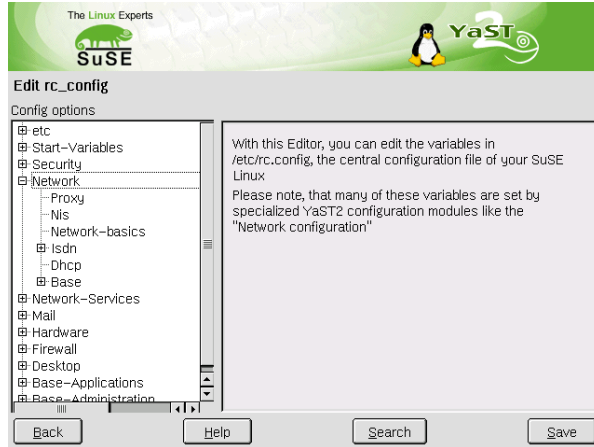 The Linux Experts
SuSE
YaST
2
Edit rc_config
Config options
etc
Start-Variables
Security
Network
Proxy
Nis
Network-basics
Isdn
Dhcp
Base
Network-Services
Mail
Hardware
Firewall
Desktop
Base-Applications
Base-Administration
With this Editor, you can edit the variables in
/etc/rc.config, the central configuration file of your SuSE
Linux
Please note, that many of these variables are set by
specialized YaST2 configuration modules like the
"Network configuration"
Back
Help
Search
Save